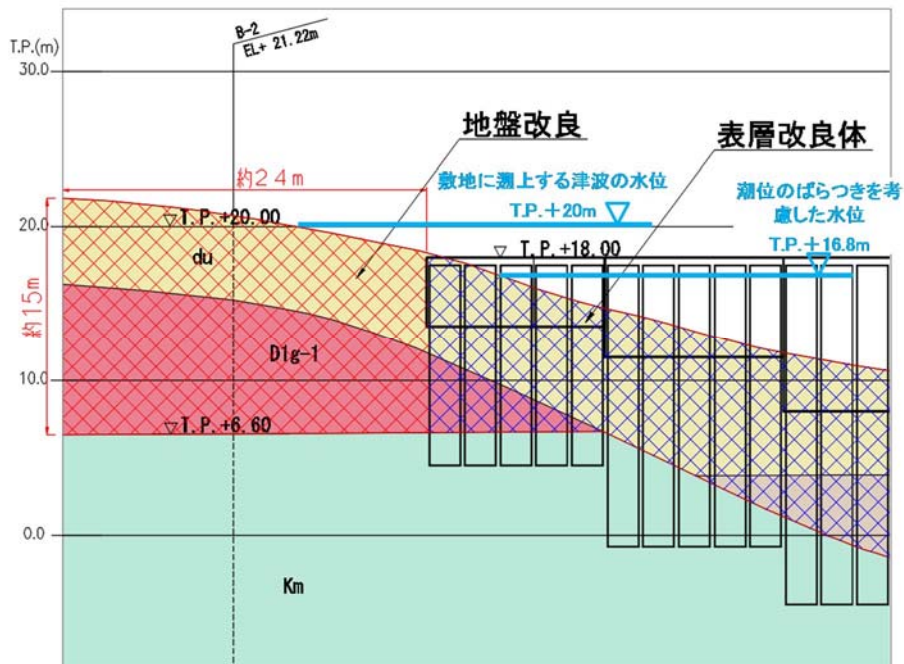 B-2
EL+ 21.22m
T.P.(m)
30.0
地盤改良
表層改良体
約24m
敷地に遡上する津波の水位
T.P.+20m
潮位のばらつきを考
慮した水位
T.P.+16.8m
20.0
▽T.P.+20.00
▽ T.P.+18.00
du
約15m
D1g-1
10.0
▽T.P.+6.60
0.0
Km